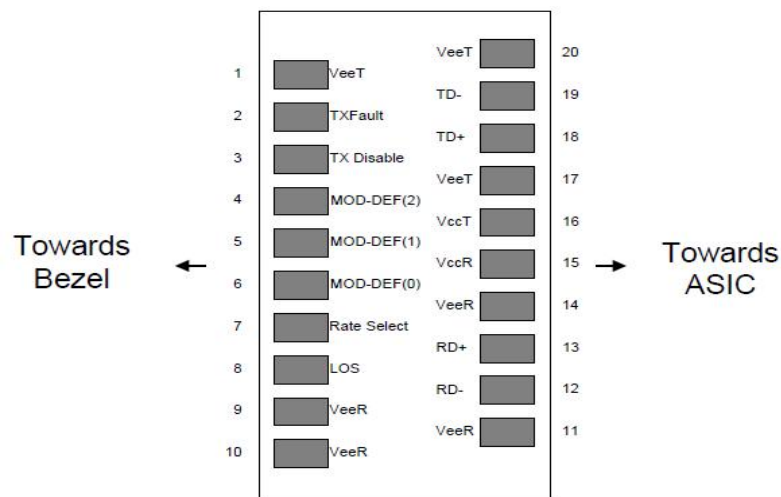 VeeT 20
1 VeeT
TD- 19
2 TXFault
TD+ 18
3 TX Disable
VeeT 17
4 MOD-DEF(2)
VccT 16
Towards
Bezel
5 MOD-DEF(1)
VccR 15
Towards
ASIC
6 MOD-DEF(0)
VeeR 14
7 Rate Select
RD+ 13
8 LOS
RD- 12
9 VeeR
VeeR 11
10 VeeR